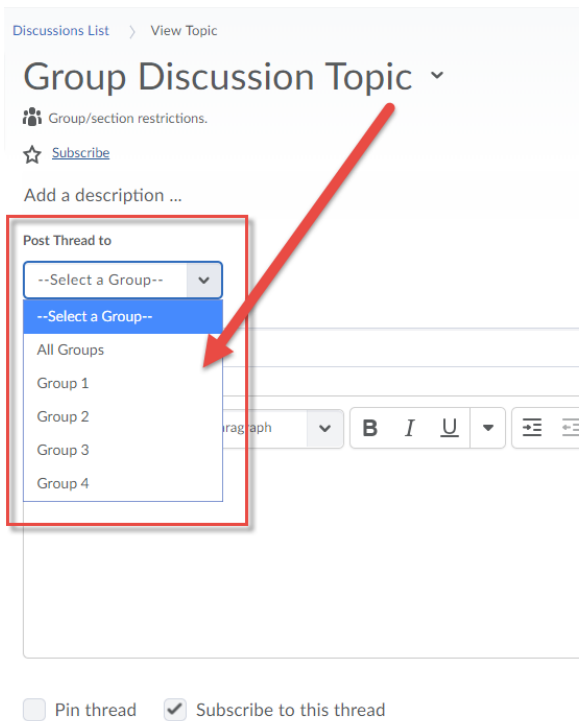 Discussions List > View Topic
Group Discussion Topic
Group/section restrictions.
Subscribe
Add a description ...
Post Thread to
--Select a Group--
--Select a Group--
All Groups
Group 1
Group 2
Group 3
Group 4
aragraph
B I U
Pin thread Subscribe to this thread